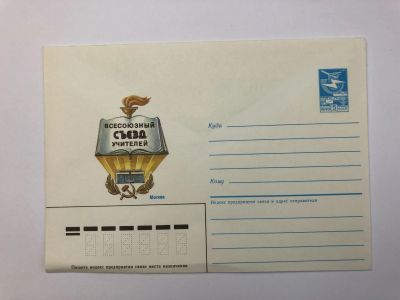 ВСЕСОЮЗНЫЙ
СЪЕЗД
УЧИТЕЛЕЙ
Москва
Куда
Кому
Индекс предприятия связи и адрес отправителя
Пишите индекс предприятия связи места назначения